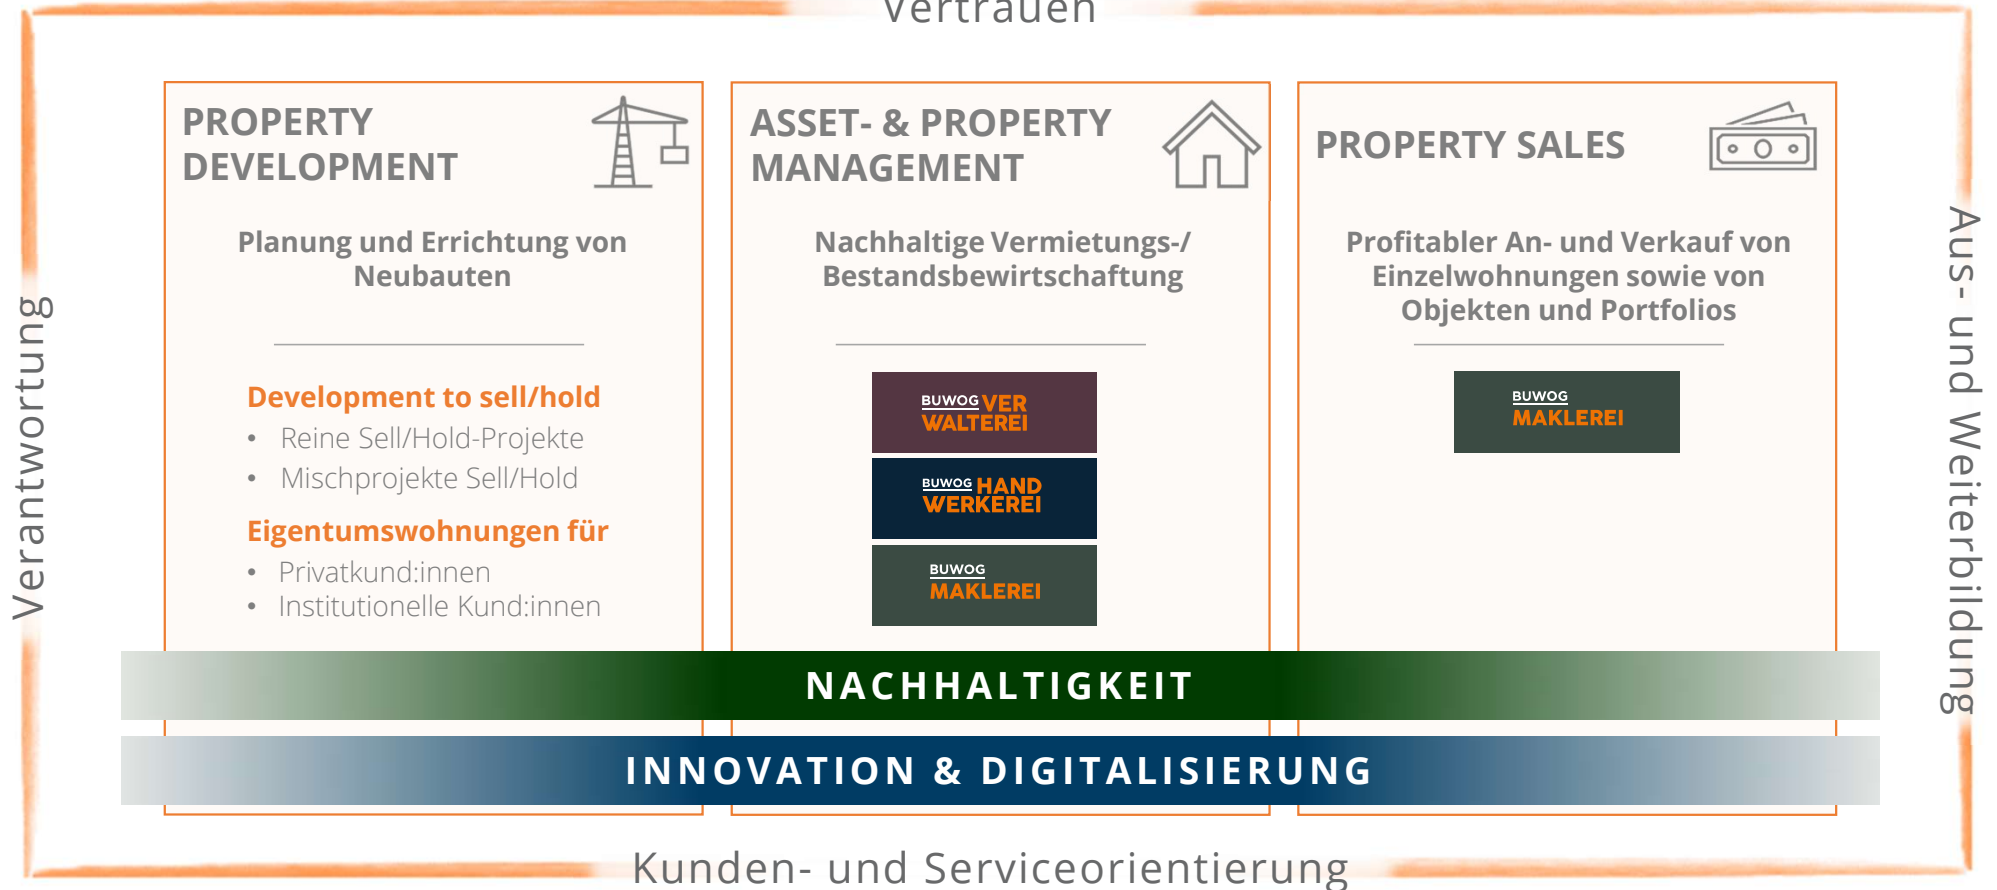 Vertrauen
Verantwortung
PROPERTY
DEVELOPMENT
Planung und Errichtung von
Neubauten
Development to sell/hold
• Reine Sell/Hold-Projekte
• Mischprojekte Sell/Hold
Eigentumswohnungen für
• Privatkund:innen
• Institutionelle Kund:innen
ASSET- & PROPERTY
MANAGEMENT
Nachhaltige Vermietungs-/
Bestandsbewirtschaftung
BUWOG VER
WALTEREI
BUWOG HAND
WERKEREI
BUWOG
MAKLEREI
PROPERTY SALES
Profitabler An- und Verkauf von
Einzelwohnungen sowie von
Objekten und Portfolios
BUWOG
MAKLEREI
Aus- und Weiterbildung
NACHHALTIGKEIT
INNOVATION & DIGITALISIERUNG
Kunden- und Serviceorientierung